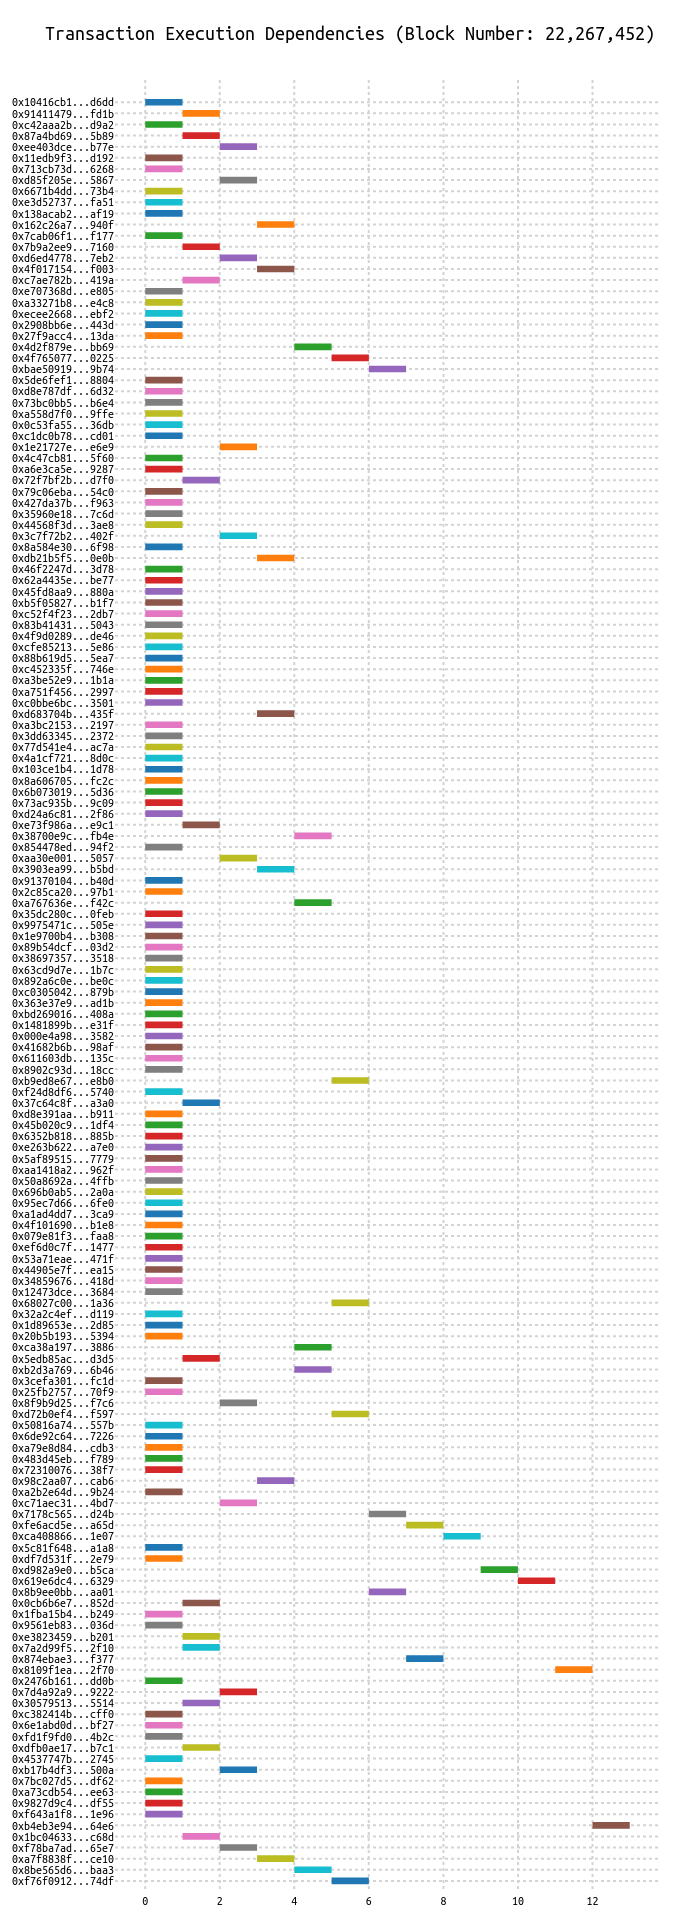 Transaction Execution Dependencies (Block Number: 22,267,452)
0x10416cb1...d6dd
0x91411479...fd1b
0xc42aaa2b...d9a2
0x87a4bd69...5b89
0xee403dce...b77e
0x11edb9f3...d192
0x713cb73d...6268
0xd85f205e...5867
0x6671b4dd...73b4
0xe3d52737...fa51
0x138acab2...af19
0x162c26a7...940f
0x7cab06f1...f177
0x7b9a2ee9...7160
0xd6ed4778...7eb2
0x4f017154...f003
0xc7ae782b...419a
0xe707368d...e805
0xa33271b8...e4c8
0xecee2668...ebf2
0x2908bb6e...443d
0x27f9acc4...13da
0x4d2f879e...bb69
0x4f765077...0225
0xbae50919...9b74
0x5de6fef1...8804
0xd8e787df...6d32
0x73bc0bb5...b6e4
0xa558d7f0...9ffe
0x0c53fa55...36db
0xc1dc0b78...cd01
0x1e21727e...e6e9
0x4c47cb81...5f60
0xa6e3ca5e...9287
0x72f7bf2b...d7f0
0x79c06eba...54c0
0x427da37b...f963
0x35960e18...7c6d
0x44568f3d...3ae8
0x3c7f72b2...402f
0x8a584e30...6f98
0xdb21b5f5...0e0b
0x46f2247d...3d78
0x62a4435e...be77
0x45fd8aa9...880a
0xb5f05827...b1f7
0xc52f4f23...2db7
0x83b41431...5043
0x4f9d0289...de46
0xcfe85213...5e86
0x88b619d5...5ea7
0xc452335f...746e
0xa3be52e9...1b1a
0xa751f456...2997
0xc0bbe6bc...3501
0xd683704b...435f
0xa3bc2153...2197
0x3dd63345...2372
0x77d541e4...ac7a
0x4a1cf721...8d0c
0x103ce1b4...1d78
0x8a606705...fc2c
0x6b073019...5d36
0x73ac935b...9c09
0xd24a6c81...2f86
0xe73f986a...e9c1
0x38700e9c...fb4e
0x854478ed...94f2
0xaa30e001...5057
0x3903ea99...b5bd
0x91370104...b40d
0x2c85ca20...97b1
0xa767636e...f42c
0x35dc280c...0feb
0x9975471c...505e
0x1e9700b4...b308
0x89b54dcf...03d2
0x38697357...3518
0x63cd9d7e...1b7c
0x892a6c0e...be0c
0xc0305042...879b
0x363e37e9...ad1b
0xbd269016...408a
0x1481899b...e31f
0x000e4a98...3582
0x41682b6b...98af
0x611603db...135c
0x8902c93d...18cc
0xb9ed8e67...e8b0
0xf24d8df6...5740
0x37c64c8f...a3a0
0xd8e391aa...b911
0x45b020c9...1df4
0x6352b818...885b
0xe263b622...a7e0
0x5af89515...7779
0xaa1418a2...962f
0x50a8692a...4ffb
0x696b0ab5...2a0a
0x95ec7d66...6fe0
0xa1ad4dd7...3ca9
0x4f101690...b1e8
0x079e81f3...faa8
0xef6d0c7f...1477
0x53a71eae...471f
0x44905e7f...ea15
0x34859676...418d
0x12473dce...3684
0x68027c00...1a36
0x32a2c4ef...d119
0x1d89653e...2d85
0x20b5b193...5394
0xca38a197...3886
0x5edb85ac...d3d5
0xb2d3a769...6b46
0x3cefa301...fc1d
0x25fb2757...70f9
0x8f9b9d25...f7c6
0xd72b0ef4...f597
0x50816a74...557b
0x6de92c64...7226
0xa79e8d84...cdb3
0x483d45eb...f789
0x72310076...38f7
0x98c2aa07...cab6
0xa2b2e64d...9b24
0xc71aec31...4bd7
0x7178c565...d24b
0xfe6acd5e...a65d
0xca408866...1e07
0x5c81f648...a1a8
0xdf7d531f...2e79
0xd982a9e0...b5ca
0x619e6dc4...6329
0x8b9ee0bb...aa01
0x0cb6b6e7...852d
0x1fba15b4...b249
0x9561eb83...036d
0xe3823459...b201
0x7a2d99f5...2f10
0x874ebae3...f377
0x8109f1ea...2f70
0x2476b161...dd0b
0x7d4a92a9...9222
0x30579513...5514
0xc382414b...cff0
0x6e1abd0d...bf27
0xfd1f9fd0...4b2c
0xdfb0ae17...b7c1
0x4537747b...2745
0xb17b4df3...500a
0x7bc027d5...df62
0xa73cdb54...ee63
0x9827d9c4...df55
0xf643a1f8...1e96
0xb4eb3e94...64e6
0x1bc04633...c68d
0xf78ba7ad...65e7
0xa7f8838f...ce10
0x8be565d6...baa3
0xf76f0912...74df
0 2 4 6 8 10 12